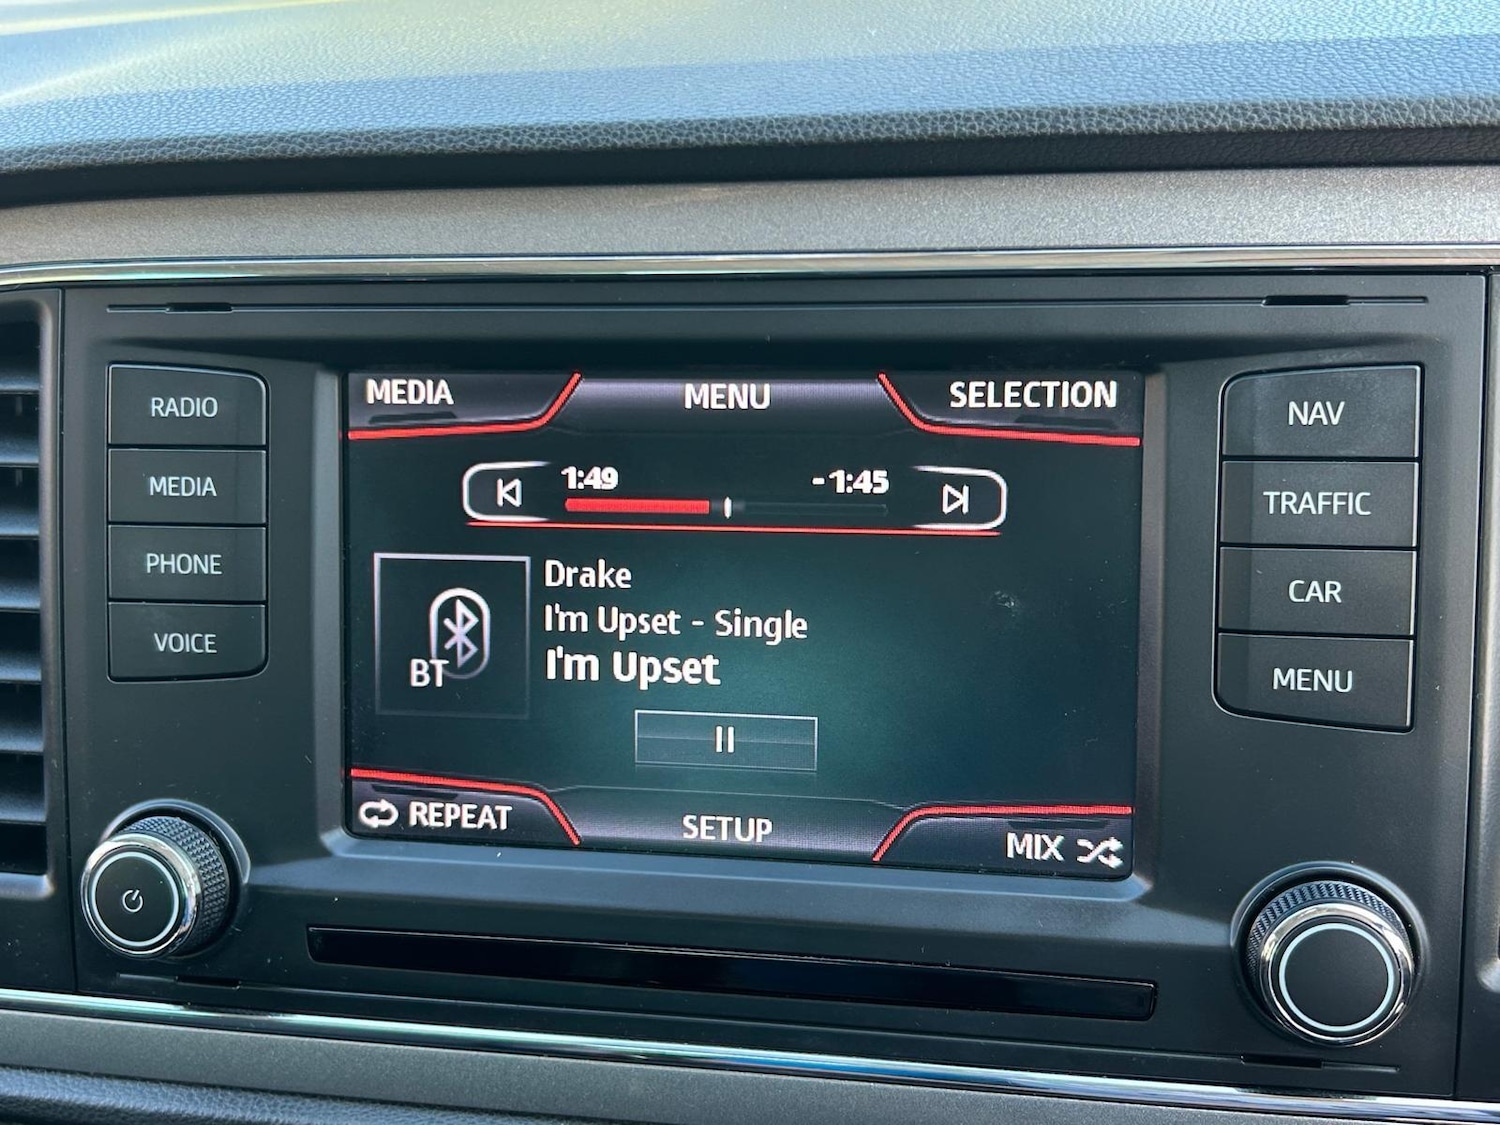 RADIO
MEDIA
PHONE
VOICE
MEDIA
MENU
SELECTION
1:49
-1:45
BT
Drake
I'm Upset - Single
I'm Upset
REPEAT
SETUP
MIX
NAV
TRAFFIC
CAR
MENU